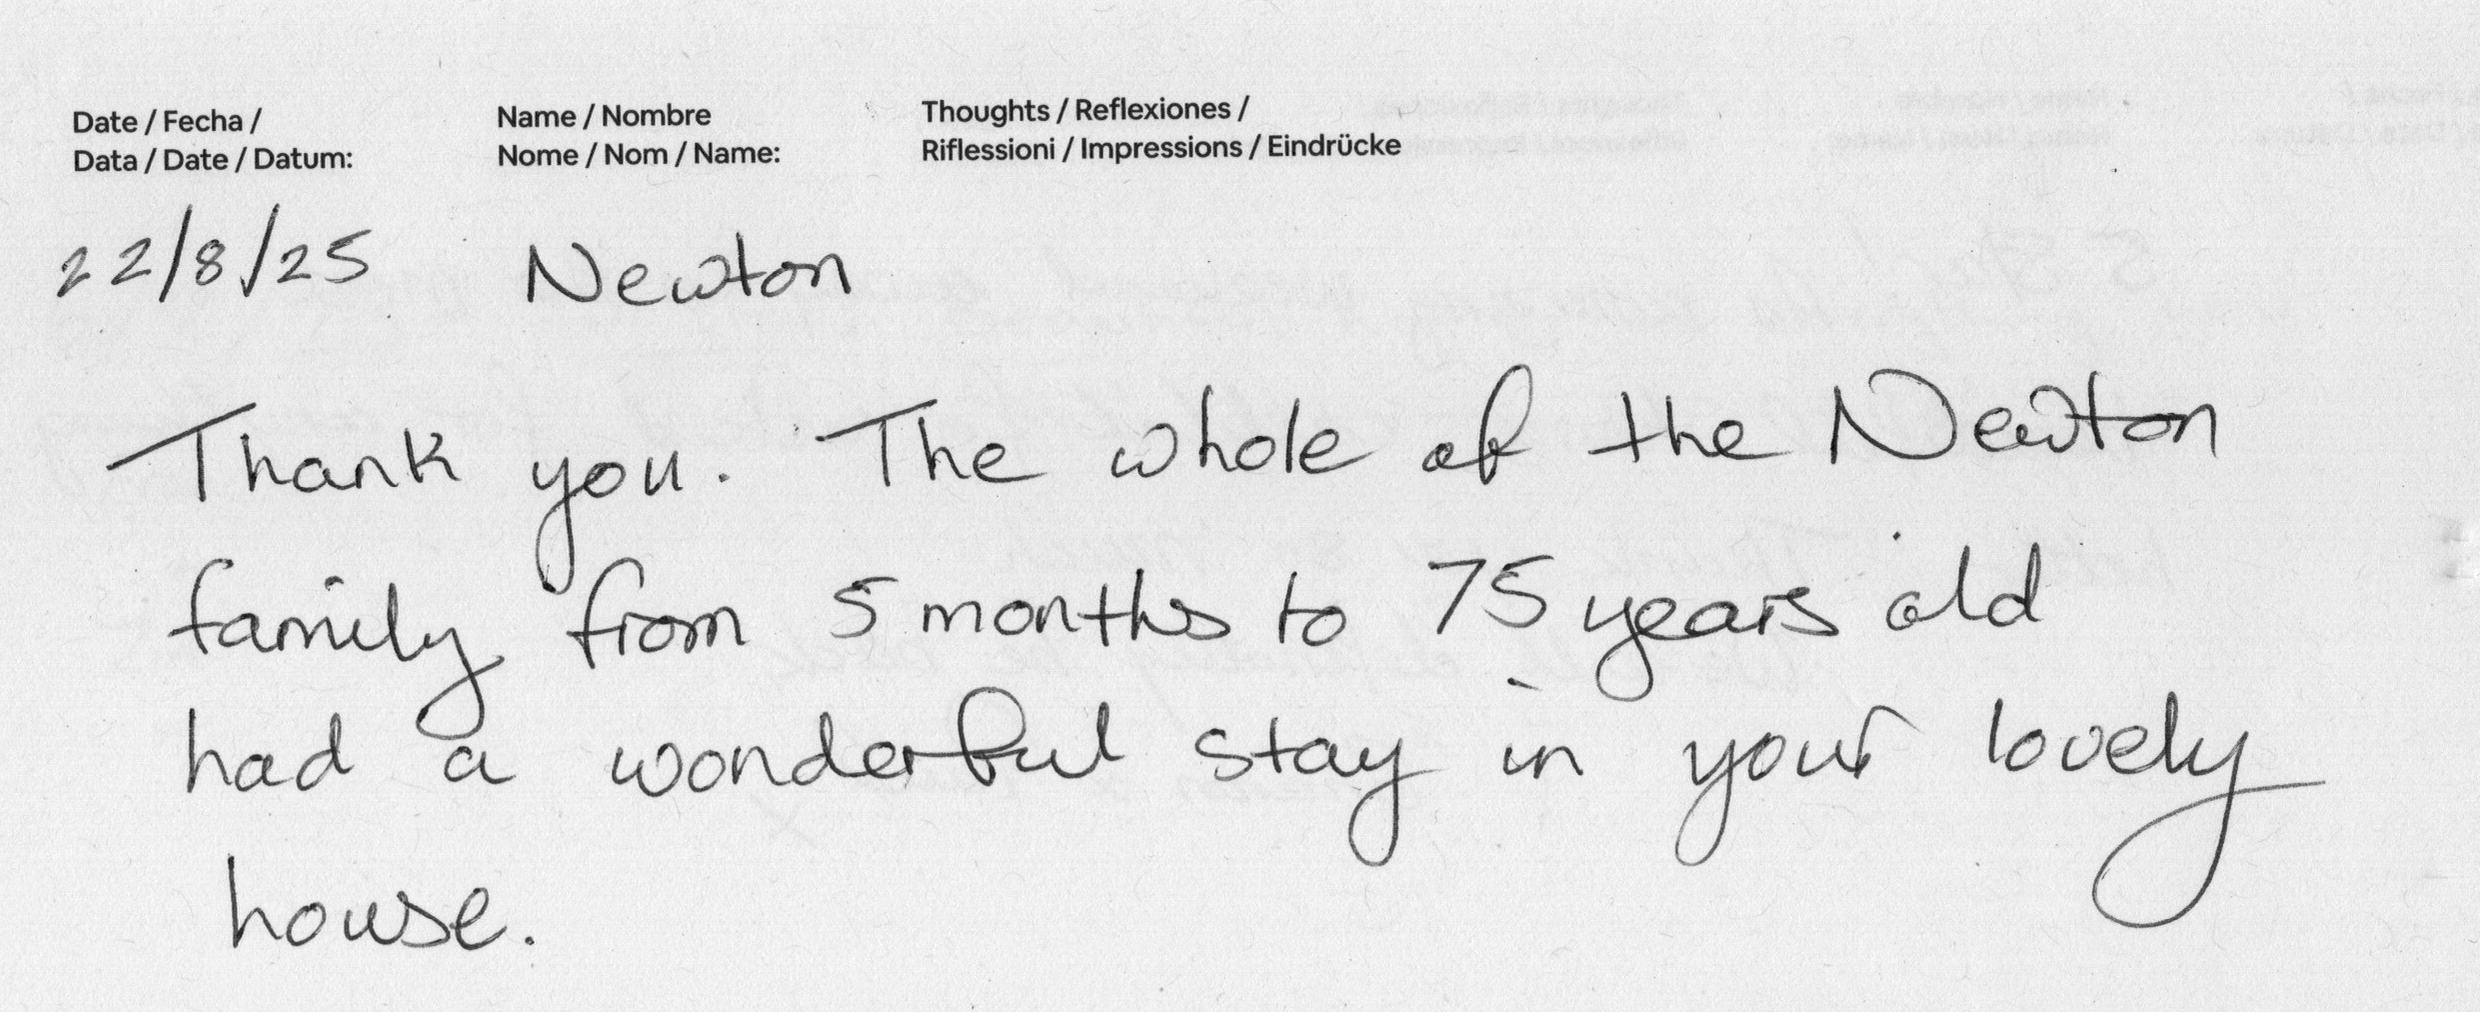 Date / Fecha /
Data / Date / Datum:
Name / Nombre
Nome / Nom / Name:
Thoughts / Reflexiones /
Riflessioni / Impressions / Eindrücke
22/8/25 Newton
Thank you. The whole of the Newton
family from 5 months to 75 years old
had a wonderful stay in your lovely
house.